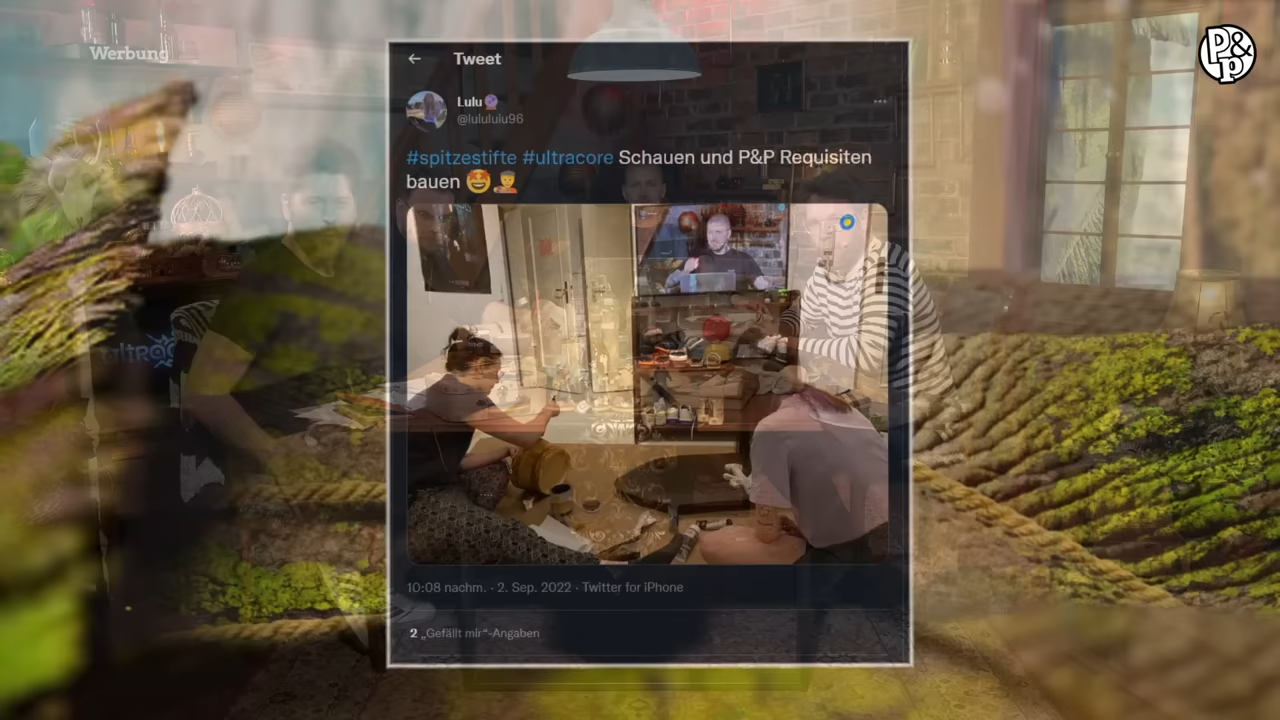 Werbung
P&P
Tweet
Lulu
@lulululu96
#spitzestifte #ultracore Schauen und P&P Requisiten
bauen
10:08 nachm. · 2. Sep. 2022 · Twitter for iPhone
2 „Gefällt mir“-Angaben